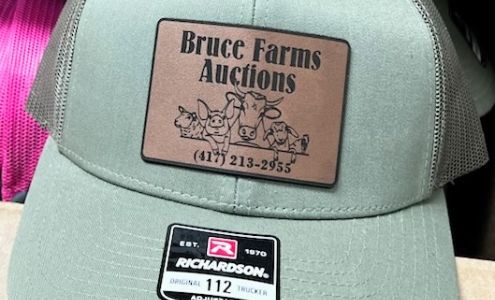 Bruce Farms
Auctions
(417) 213-2955
EST. R 1970
RICHARDSON®
ORIGINAL 112 TRUCKER